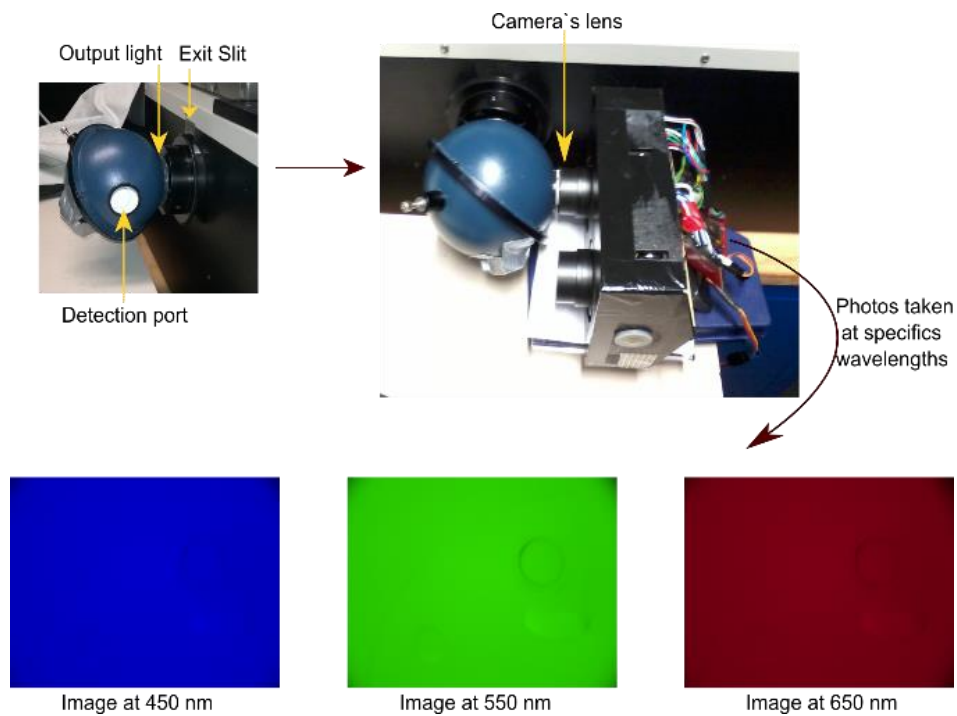 Camera`s lens
Output light
Exit Slit
Detection port
Photos taken
at specifics
wavelengths
Image at 450 nm
Image at 550 nm
Image at 650 nm